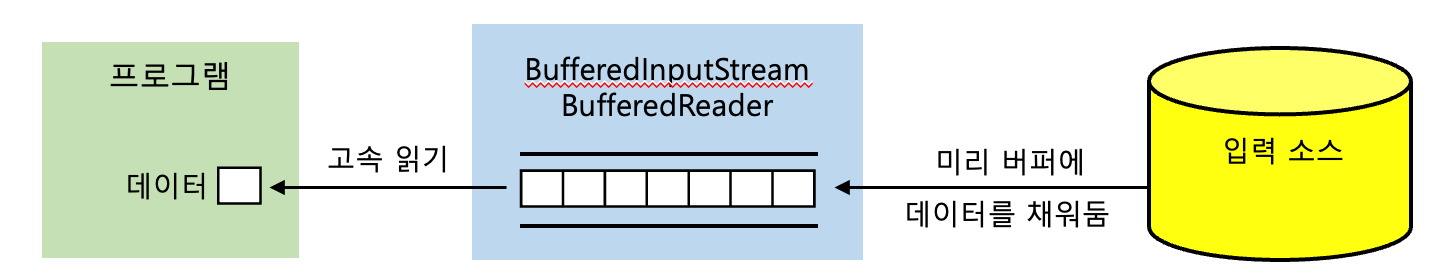 프로그램
데이터
고속 읽기
BufferedInputStream
BufferedReader
미리 버퍼에
데이터를 채워둠
입력 소스